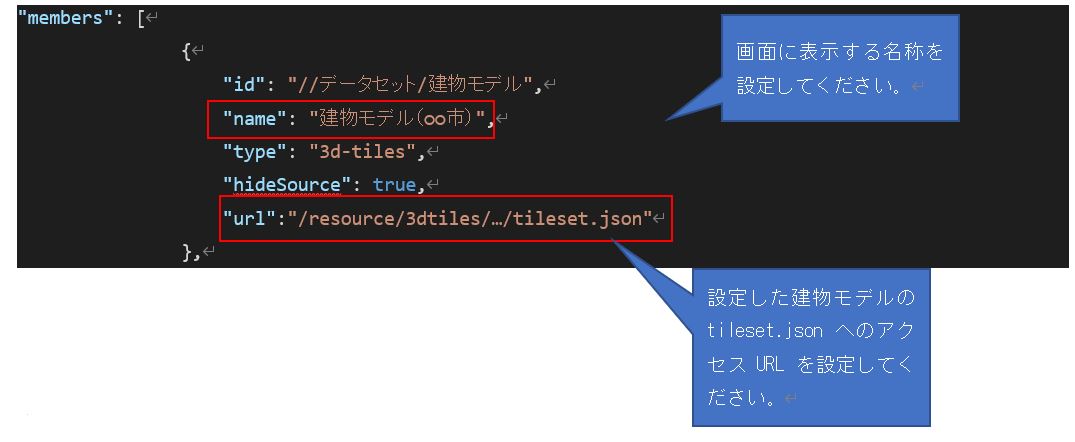 "members": [↵
{↵
"id": "//データセット/建物モデル",↵
"name": "建物モデル(○○市)",↵
"type": "3d-tiles",↵
"hideSource": true,↵
"url":"/resource/3dtiles/…/tileset.json"↵
},↵
画面に表示する名称を
設定してください。↵
設定した建物モデルの
tileset.json へのアク
セス URL を設定してく
ださい。↵